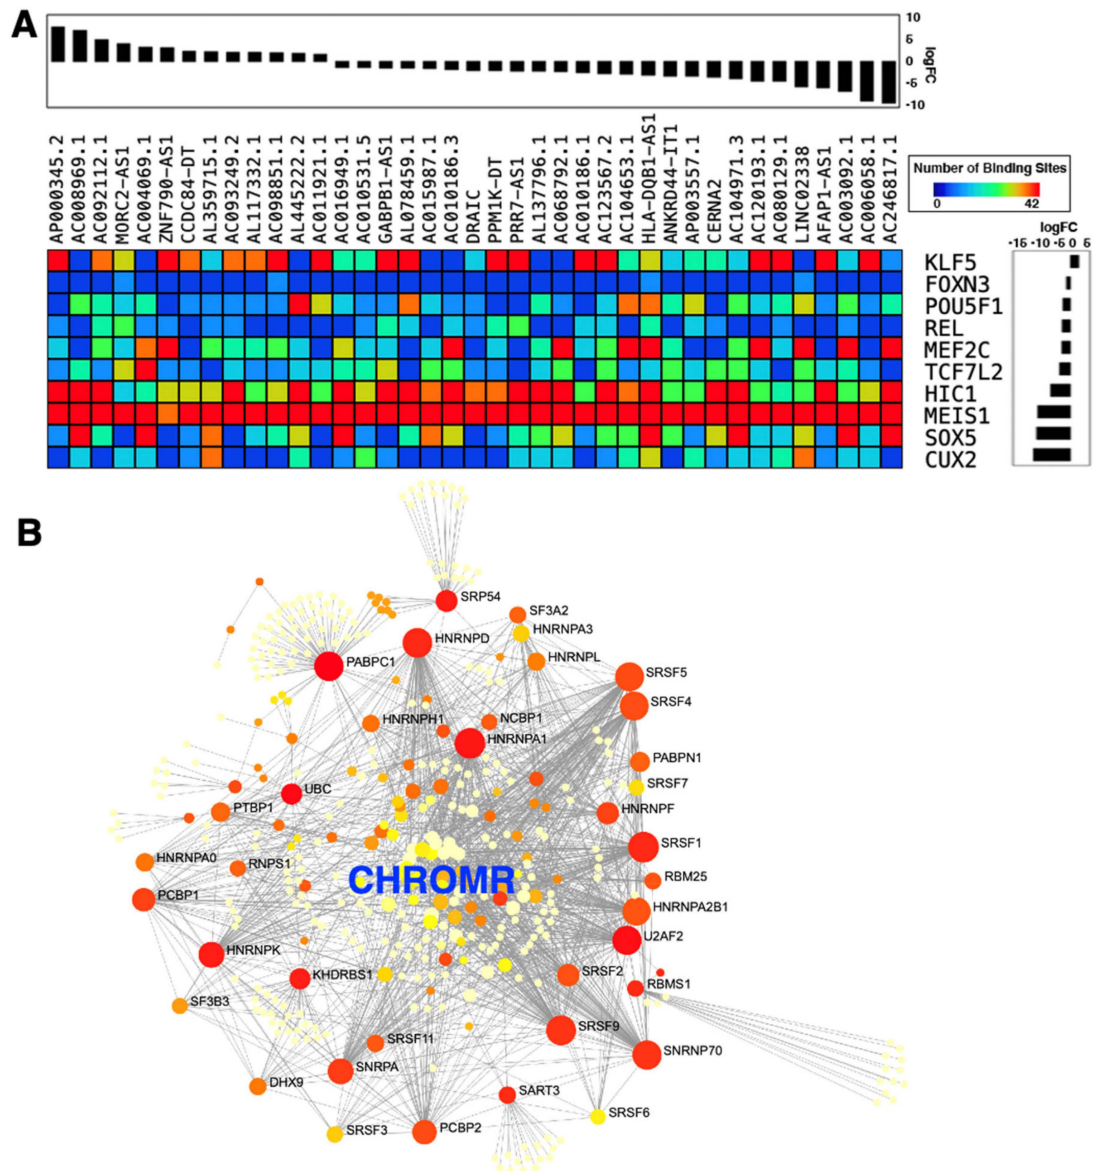 A
10
5
0
-5
-10
logFC
AP000345.2
AC008969.1
AC092112.1
MORC2-AS1
AC004069.1
ZNF790-AS1
CCDC84-DT
AL359715.1
AC093249.2
AL117332.1
AC098851.1
AL445222.2
AC011921.1
AC016949.1
AC010531.5
GABPB1-AS1
AL078459.1
AC015987.1
AC010186.3
DRAIC
PPM1K-DT
PRR7-AS1
AL137796.1
AC068792.1
AC010186.1
AC123567.2
AC104653.1
HLA-DQB1-AS1
ANKRD44-IT1
AP003557.1
CERNA2
AC104971.3
AC120193.1
AC080129.1
LINC02338
AFAP1-AS1
AC003092.1
AC006058.1
AC246817.1
Number of Binding Sites
0 42
logFC
-15 -10 -5 0 5
KLF5
FOXN3
POU5F1
REL
MEF2C
TCF7L2
HIC1
MEIS1
SOX5
CUX2
B
SRP54
SF3A2
HNRNPA3
HNRNPD
HNRNPL
PABPC1
SRSF5
SRSF4
HNRNPH1
NCBP1
HNRNPA1
PABPN1
SRSF7
UBC
PTBP1
HNRNPF
SRSF1
HNRNPA0
RNPS1
CHROMR
RBM25
PCBP1
HNRNPA2B1
U2AF2
HNRNPK
KHDRBS1
SRSF2
RBMS1
SF3B3
SRSF9
SRSF11
SNRNP70
SNRPA
DHX9
SART3
SRSF6
SRSF3
PCBP2